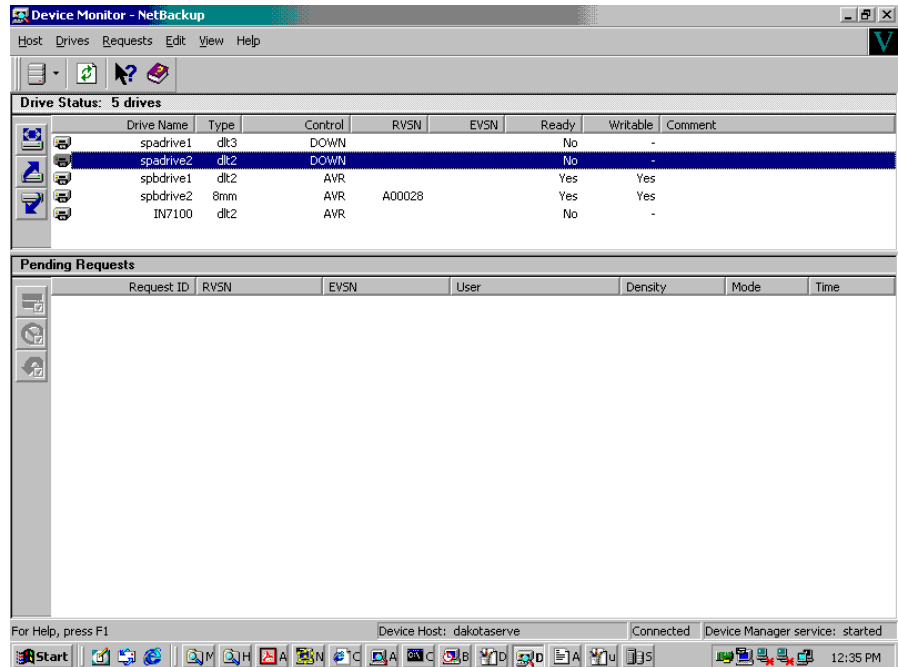 Device Monitor - NetBackup
Host Drives Requests Edit View Help
V
Drive Status: 5 drives
Drive Name Type Control RVSN EVSN Ready Writable Comment
spadrive1 dlt3 DOWN No -
spadrive2 dlt2 DOWN No -
spbdrive1 dlt2 AVR Yes Yes
spbdrive2 8mm AVR A00028 Yes Yes
IN7100 dlt2 AVR No -
Pending Requests
Request ID RVSN EVSN User Density Mode Time
For Help, press F1 Device Host: dakotaserve Connected Device Manager service: started
Start M H A N C A C B D D A u 35 12:35 PM